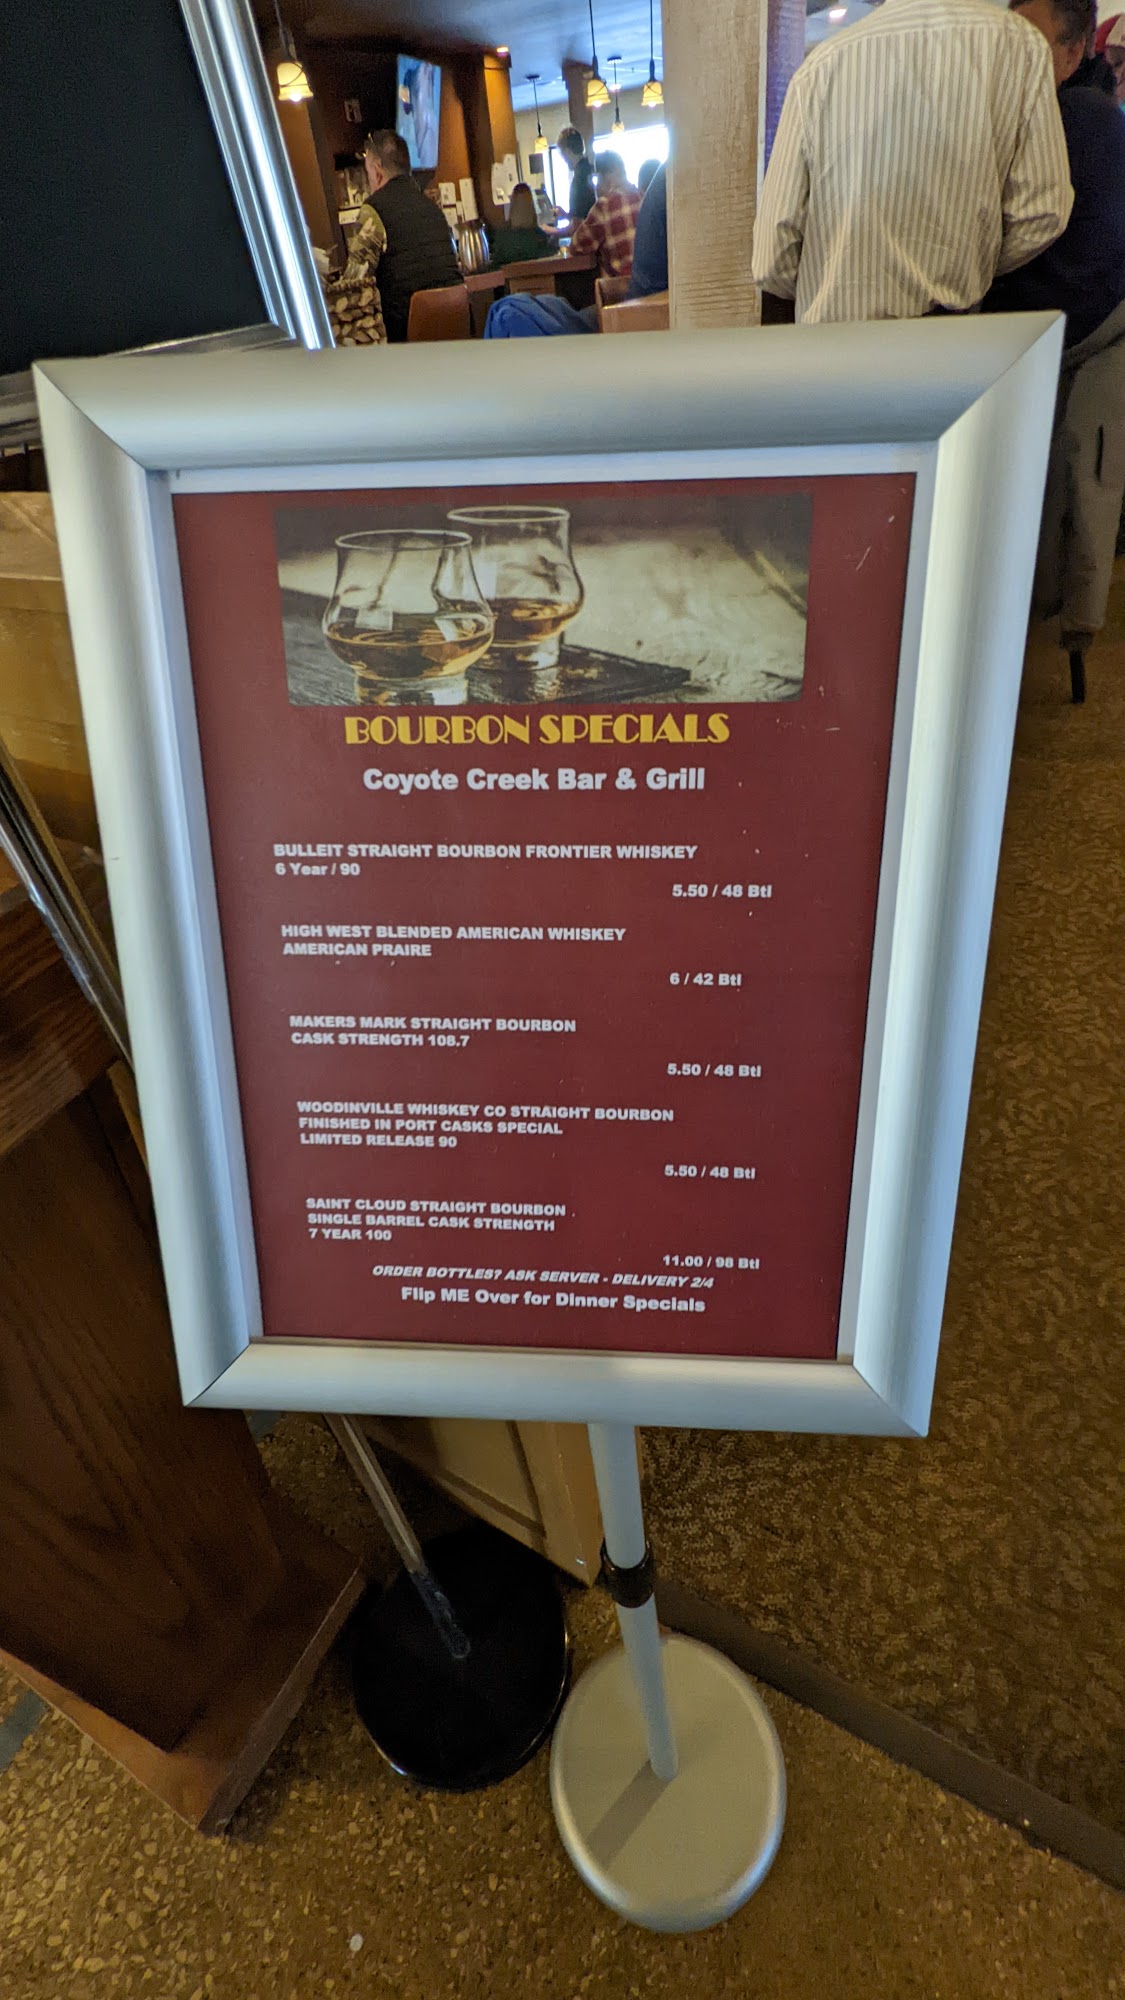 BOURBON SPECIALS
Coyote Creek Bar & Grill
BULLEIT STRAIGHT BOURBON FRONTIER WHISKEY
6 Year / 90
5.50 / 48 Btl
HIGH WEST BLENDED AMERICAN WHISKEY
AMERICAN PRAIRE
6 / 42 Btl
MAKERS MARK STRAIGHT BOURBON
CASK STRENGTH 108.7
5.50 / 48 Btl
WOODINVILLE WHISKEY CO STRAIGHT BOURBON
FINISHED IN PORT CASKS SPECIAL
LIMITED RELEASE 90
5.50 / 48 Btl
SAINT CLOUD STRAIGHT BOURBON
SINGLE BARREL CASK STRENGTH
7 YEAR 100
11.00 / 98 Btl
ORDER BOTTLES? ASK SERVER - DELIVERY 2/4
Flip ME Over for Dinner Specials